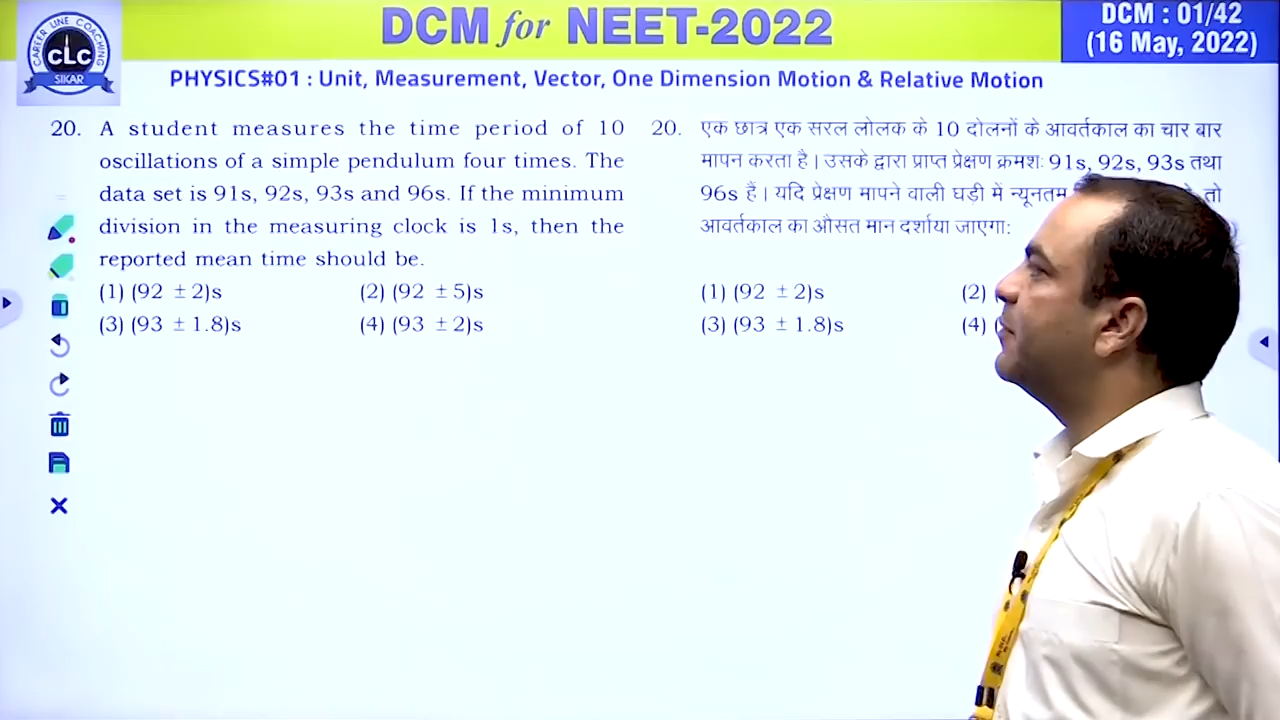 DCM for NEET-2022
DCM : 01/42
(16 May, 2022)
CAREER LINE COACHING
CLC
SIKAR
PHYSICS#01 : Unit, Measurement, Vector, One Dimension Motion & Relative Motion
20. A student measures the time period of 10
oscillations of a simple pendulum four times. The
data set is 91s, 92s, 93s and 96s. If the minimum
division in the measuring clock is 1s, then the
reported mean time should be.
(1) (92 ± 2)s (2) (92 ± 5)s
(3) (93 ± 1.8)s (4) (93 ± 2)s
20. एक छात्र एक सरल लोलक के 10 दोलनों के आवर्तकाल का चार बार
मापन करता है। उसके द्वारा प्राप्त प्रेक्षण क्रमशः 91s, 92s, 93s तथा
96s हैं। यदि प्रेक्षण मापने वाली घड़ी में न्यूनतम तो
आवर्तकाल का औसत मान दर्शाया जाएगा:
(1) (92 ± 2)s (2)
(3) (93 ± 1.8)s (4)